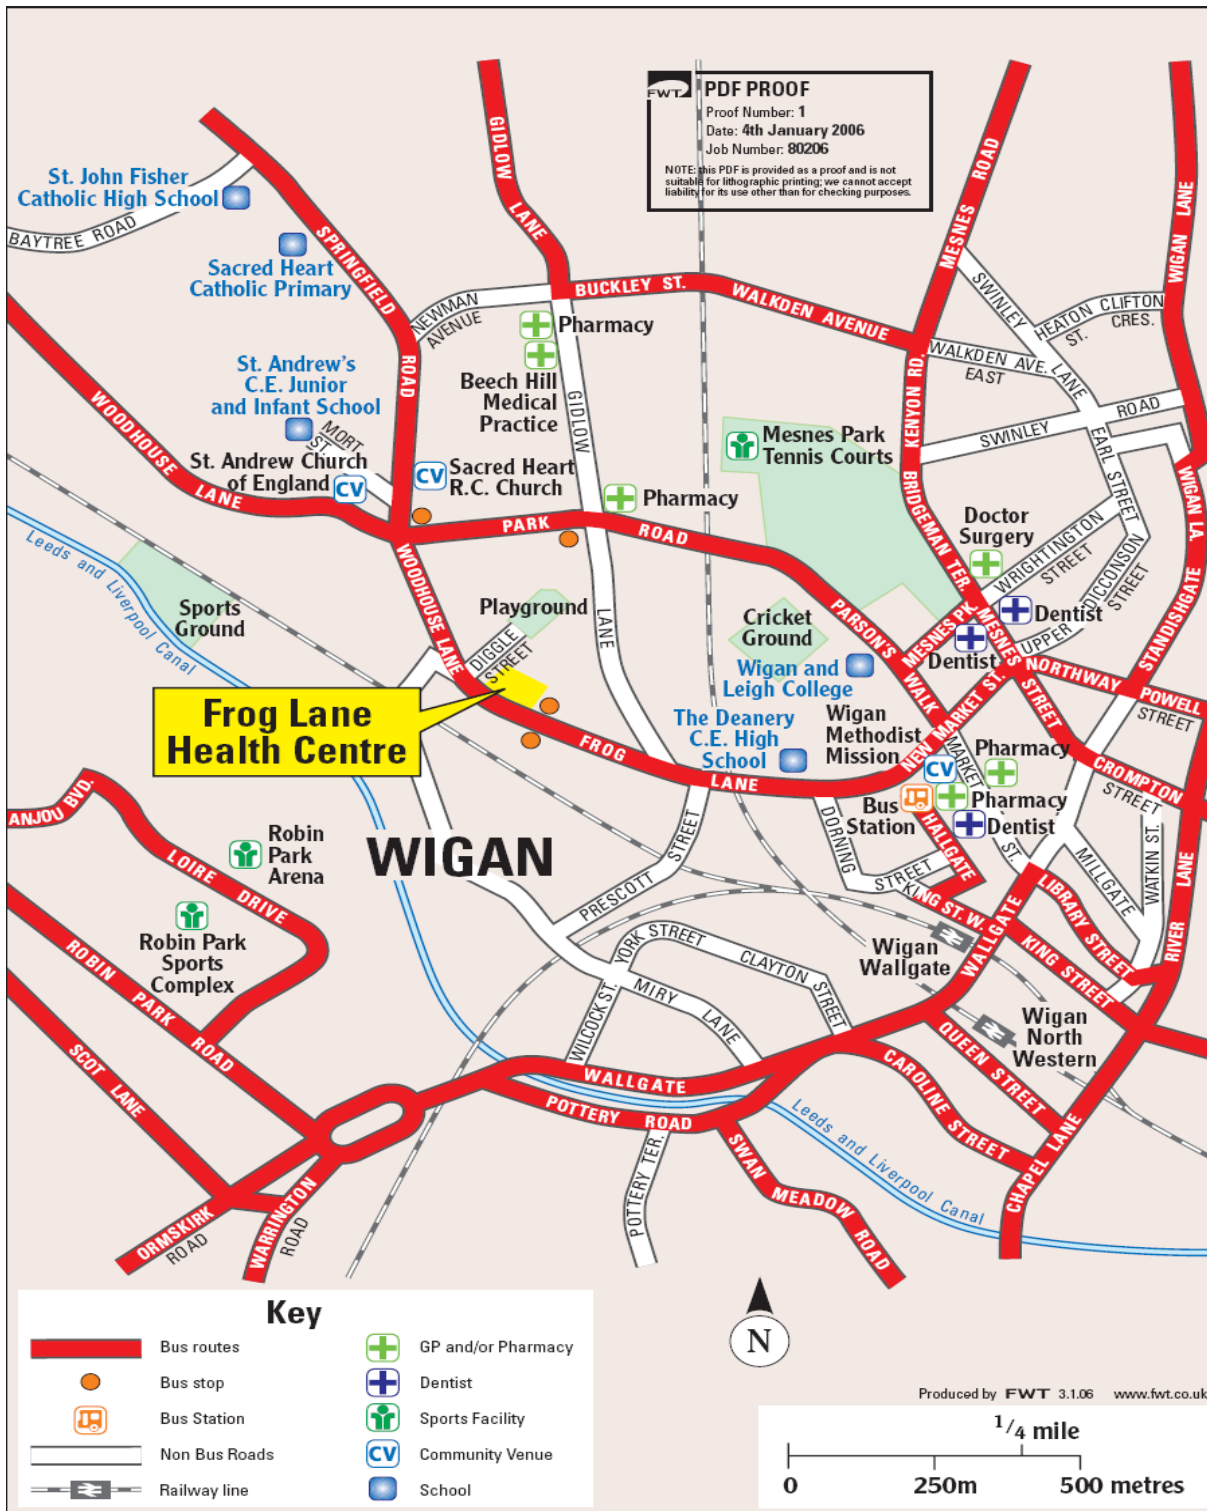 FWT
PDF PROOF
Proof Number: 1
Date: 4th January 2006
Job Number: 80206
NOTE: this PDF is provided as a proof and is not
suitable for lithographic printing; we cannot accept
liability for its use other than for checking purposes.
GIDLOW LANE
MESNES ROAD
WIGAN LANE
St. John Fisher
Catholic High School
BAYTREE ROAD
SPRINGFIELD ROAD
Sacred Heart
Catholic Primary
NEWMAN
AVENUE
BUCKLEY ST.
WALKDEN AVENUE
SWINLEY LANE
HEATON CLIFTON
ST.
CRES.
WALKDEN AVE.
EAST
Pharmacy
Beech Hill
Medical
Practice
GIDLOW LANE
KENYON RD.
SWINLEY ROAD
EARL STREET
WOODHOUSE LANE
St. Andrew's
C.E. Junior
and Infant School
MORT
ST.
St. Andrew Church
of England
CV
CV
Sacred Heart
R.C. Church
Mesnes Park
Tennis Courts
BRIDGEMAN TER.
WIGAN LA.
Pharmacy
PARK ROAD
Doctor
Surgery
WRIGHTINGTON
STREET
UPPER DICCONSON
STREET
Leeds and Liverpool Canal
Sports
Ground
WOODHOUSE LANE
Playground
DIGGLE
STREET
Cricket
Ground
PARSON'S WALK
MESNES PK.
MESNES STREET
Dentist
Dentist
STANDISHGATE
NORTHWAY
POWELL
STREET
Wigan and
Leigh College
NEW MARKET ST.
Frog Lane
Health Centre
FROG LANE
The Deanery
C.E. High
School
Wigan
Methodist
Mission
MARKET ST.
CV
Pharmacy
CROMPTON
STREET
Bus
Station
Pharmacy
Dentist
HALLGATE
DORNING STREET
ANJOU BVD.
LOIRE DRIVE
Robin
Park
Arena
WIGAN
PRESCOTT STREET
KING ST. W.
MILLGATE
WATKIN ST.
RIVER LANE
LIBRARY STREET
Robin Park
Sports
Complex
ROBIN PARK ROAD
Wigan
Wallgate
WALLGATE
KING STREET
YORK STREET
CLAYTON STREET
WILCOCK ST.
MIRY LANE
Wigan
North
Western
QUEEN STREET
CAROLINE STREET
SCOT LANE
WALLGATE
POTTERY ROAD
Leeds and Liverpool Canal
CHAPEL LANE
POTTERY TER.
SWAN MEADOW ROAD
ORMSKIRK
ROAD
WARRINGTON
ROAD
N
Key
Bus routes
Bus stop
Bus Station
Non Bus Roads
Railway line
GP and/or Pharmacy
Dentist
Sports Facility
CV Community Venue
School
Produced by FWT 3.1.06 www.fwt.co.uk
1/4 mile
0 250m 500 metres